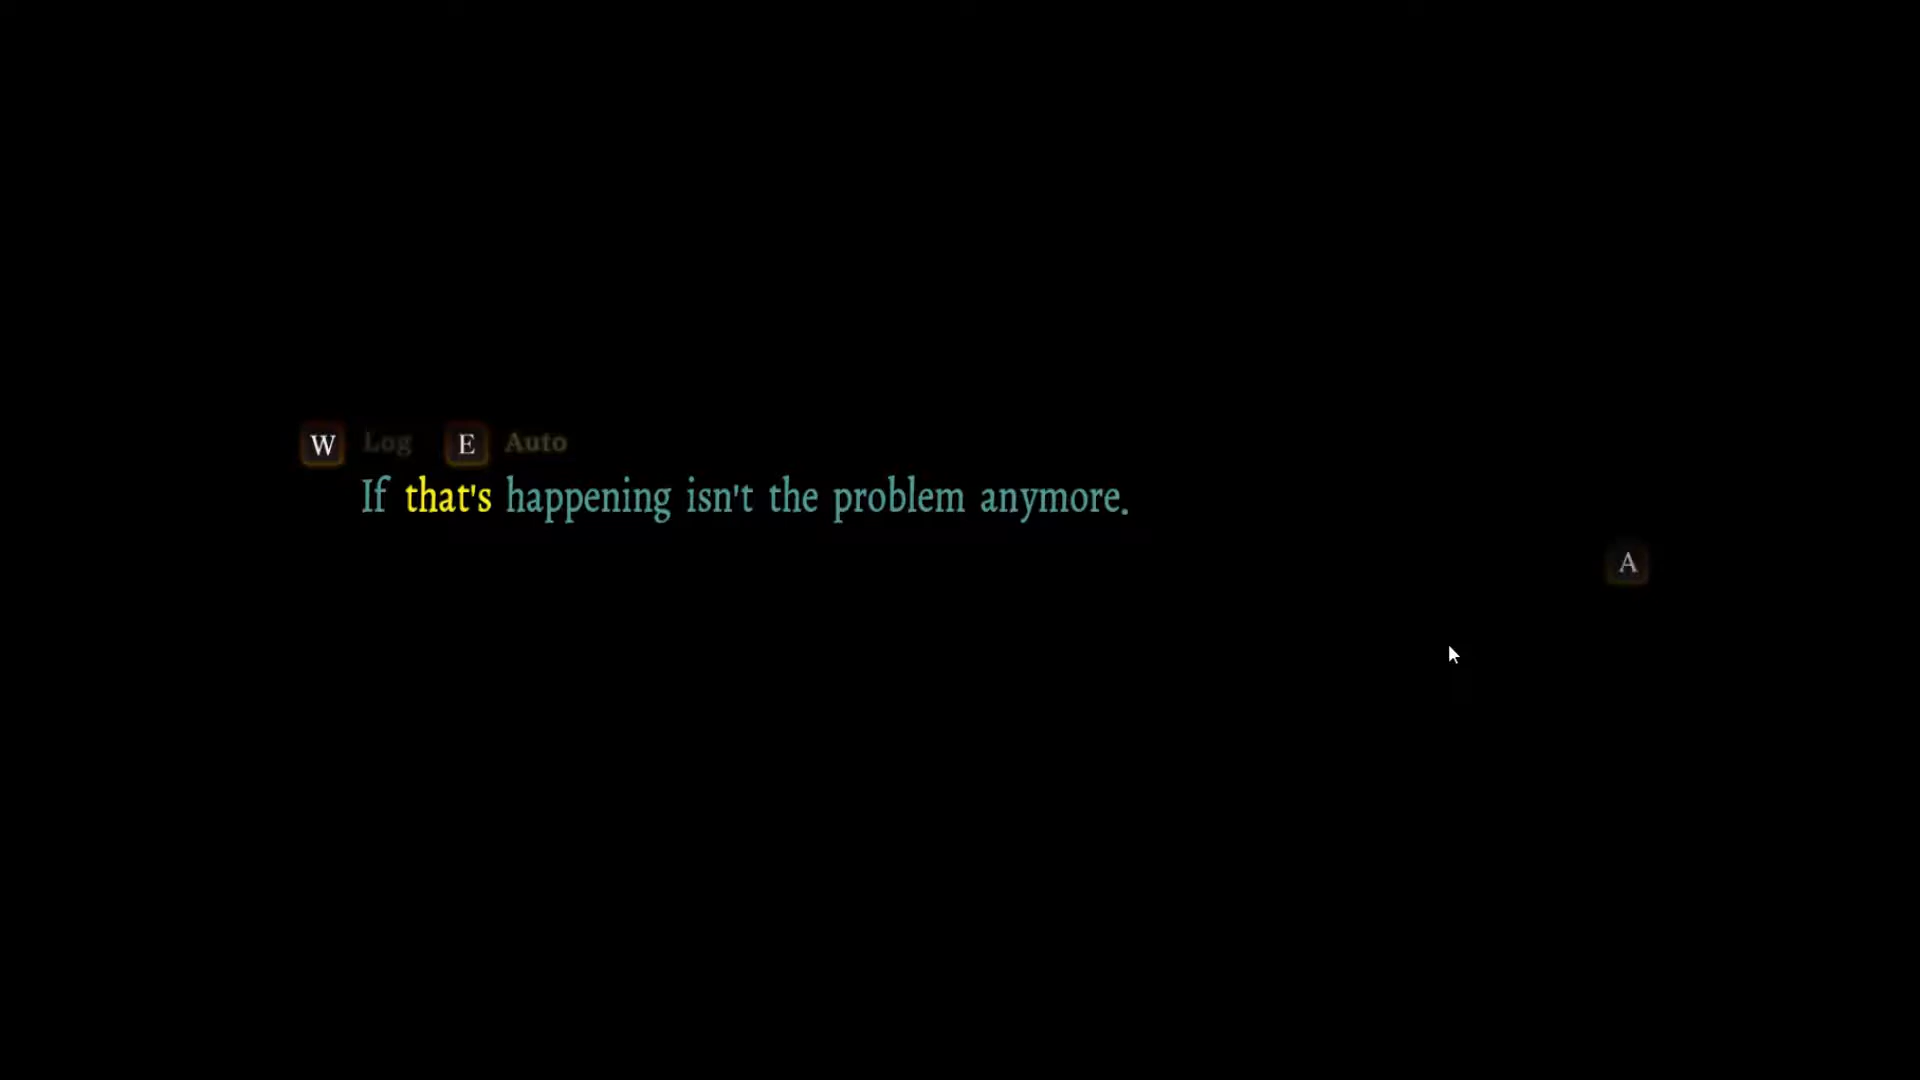 W Log E Auto
If that's happening isn't the problem anymore.
A